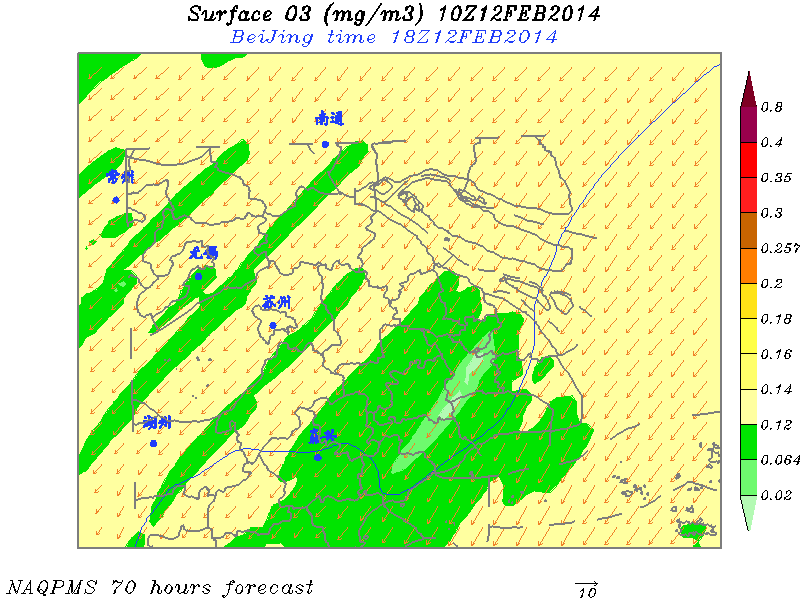 Surface O3 (mg/m3) 10Z12FEB2014
BeiJing time 18Z12FEB2014
南通
常州
无锡
苏州
湖州
嘉兴
0.8
0.4
0.35
0.3
0.257
0.2
0.18
0.16
0.14
0.12
0.064
0.02
NAQPMS 70 hours forecast
10